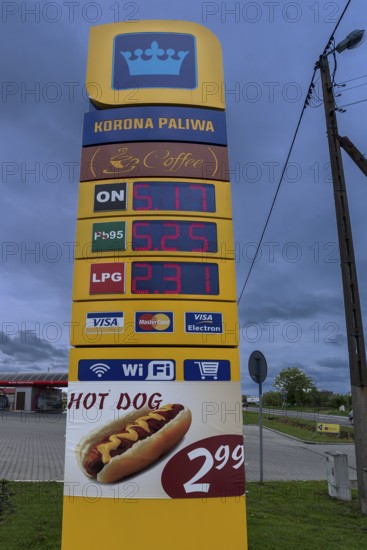 KORONA PALIWA
Coffee
ON 5.17
Pb95 5.25
LPG 2.31
VISA MasterCard VISA Electron
WiFi
HOT DOG
2.99